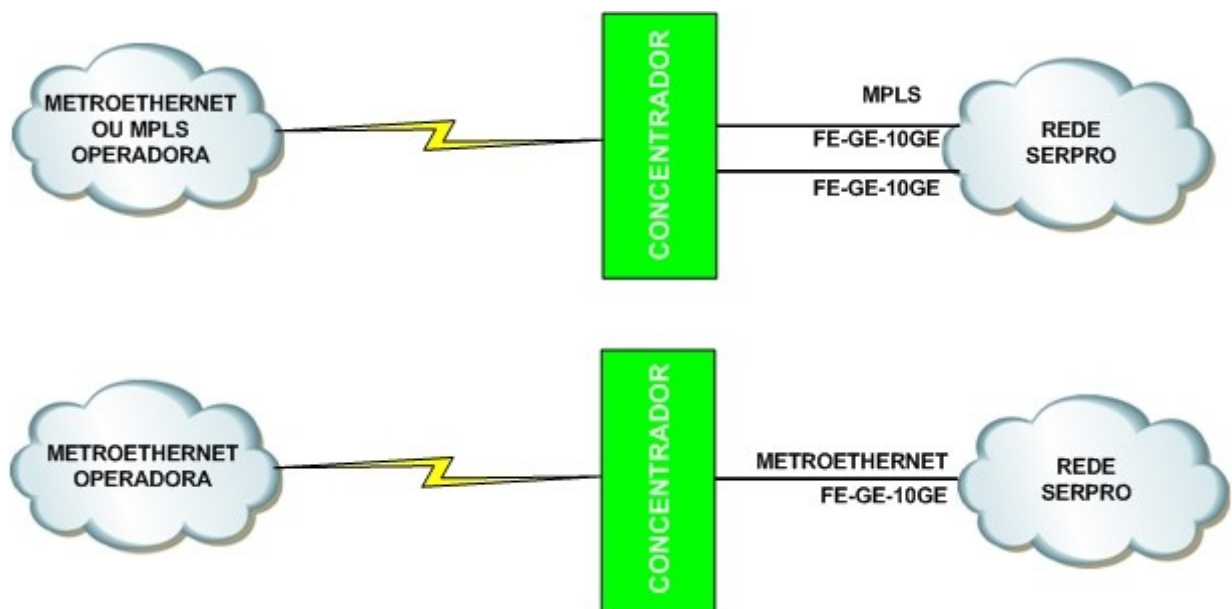 METROETHERNET
OU MPLS
OPERADORA
CONCENTRADOR
MPLS
FE-GE-10GE
FE-GE-10GE
REDE
SERPRO
METROETHERNET
OPERADORA
CONCENTRADOR
METROETHERNET
FE-GE-10GE
REDE
SERPRO